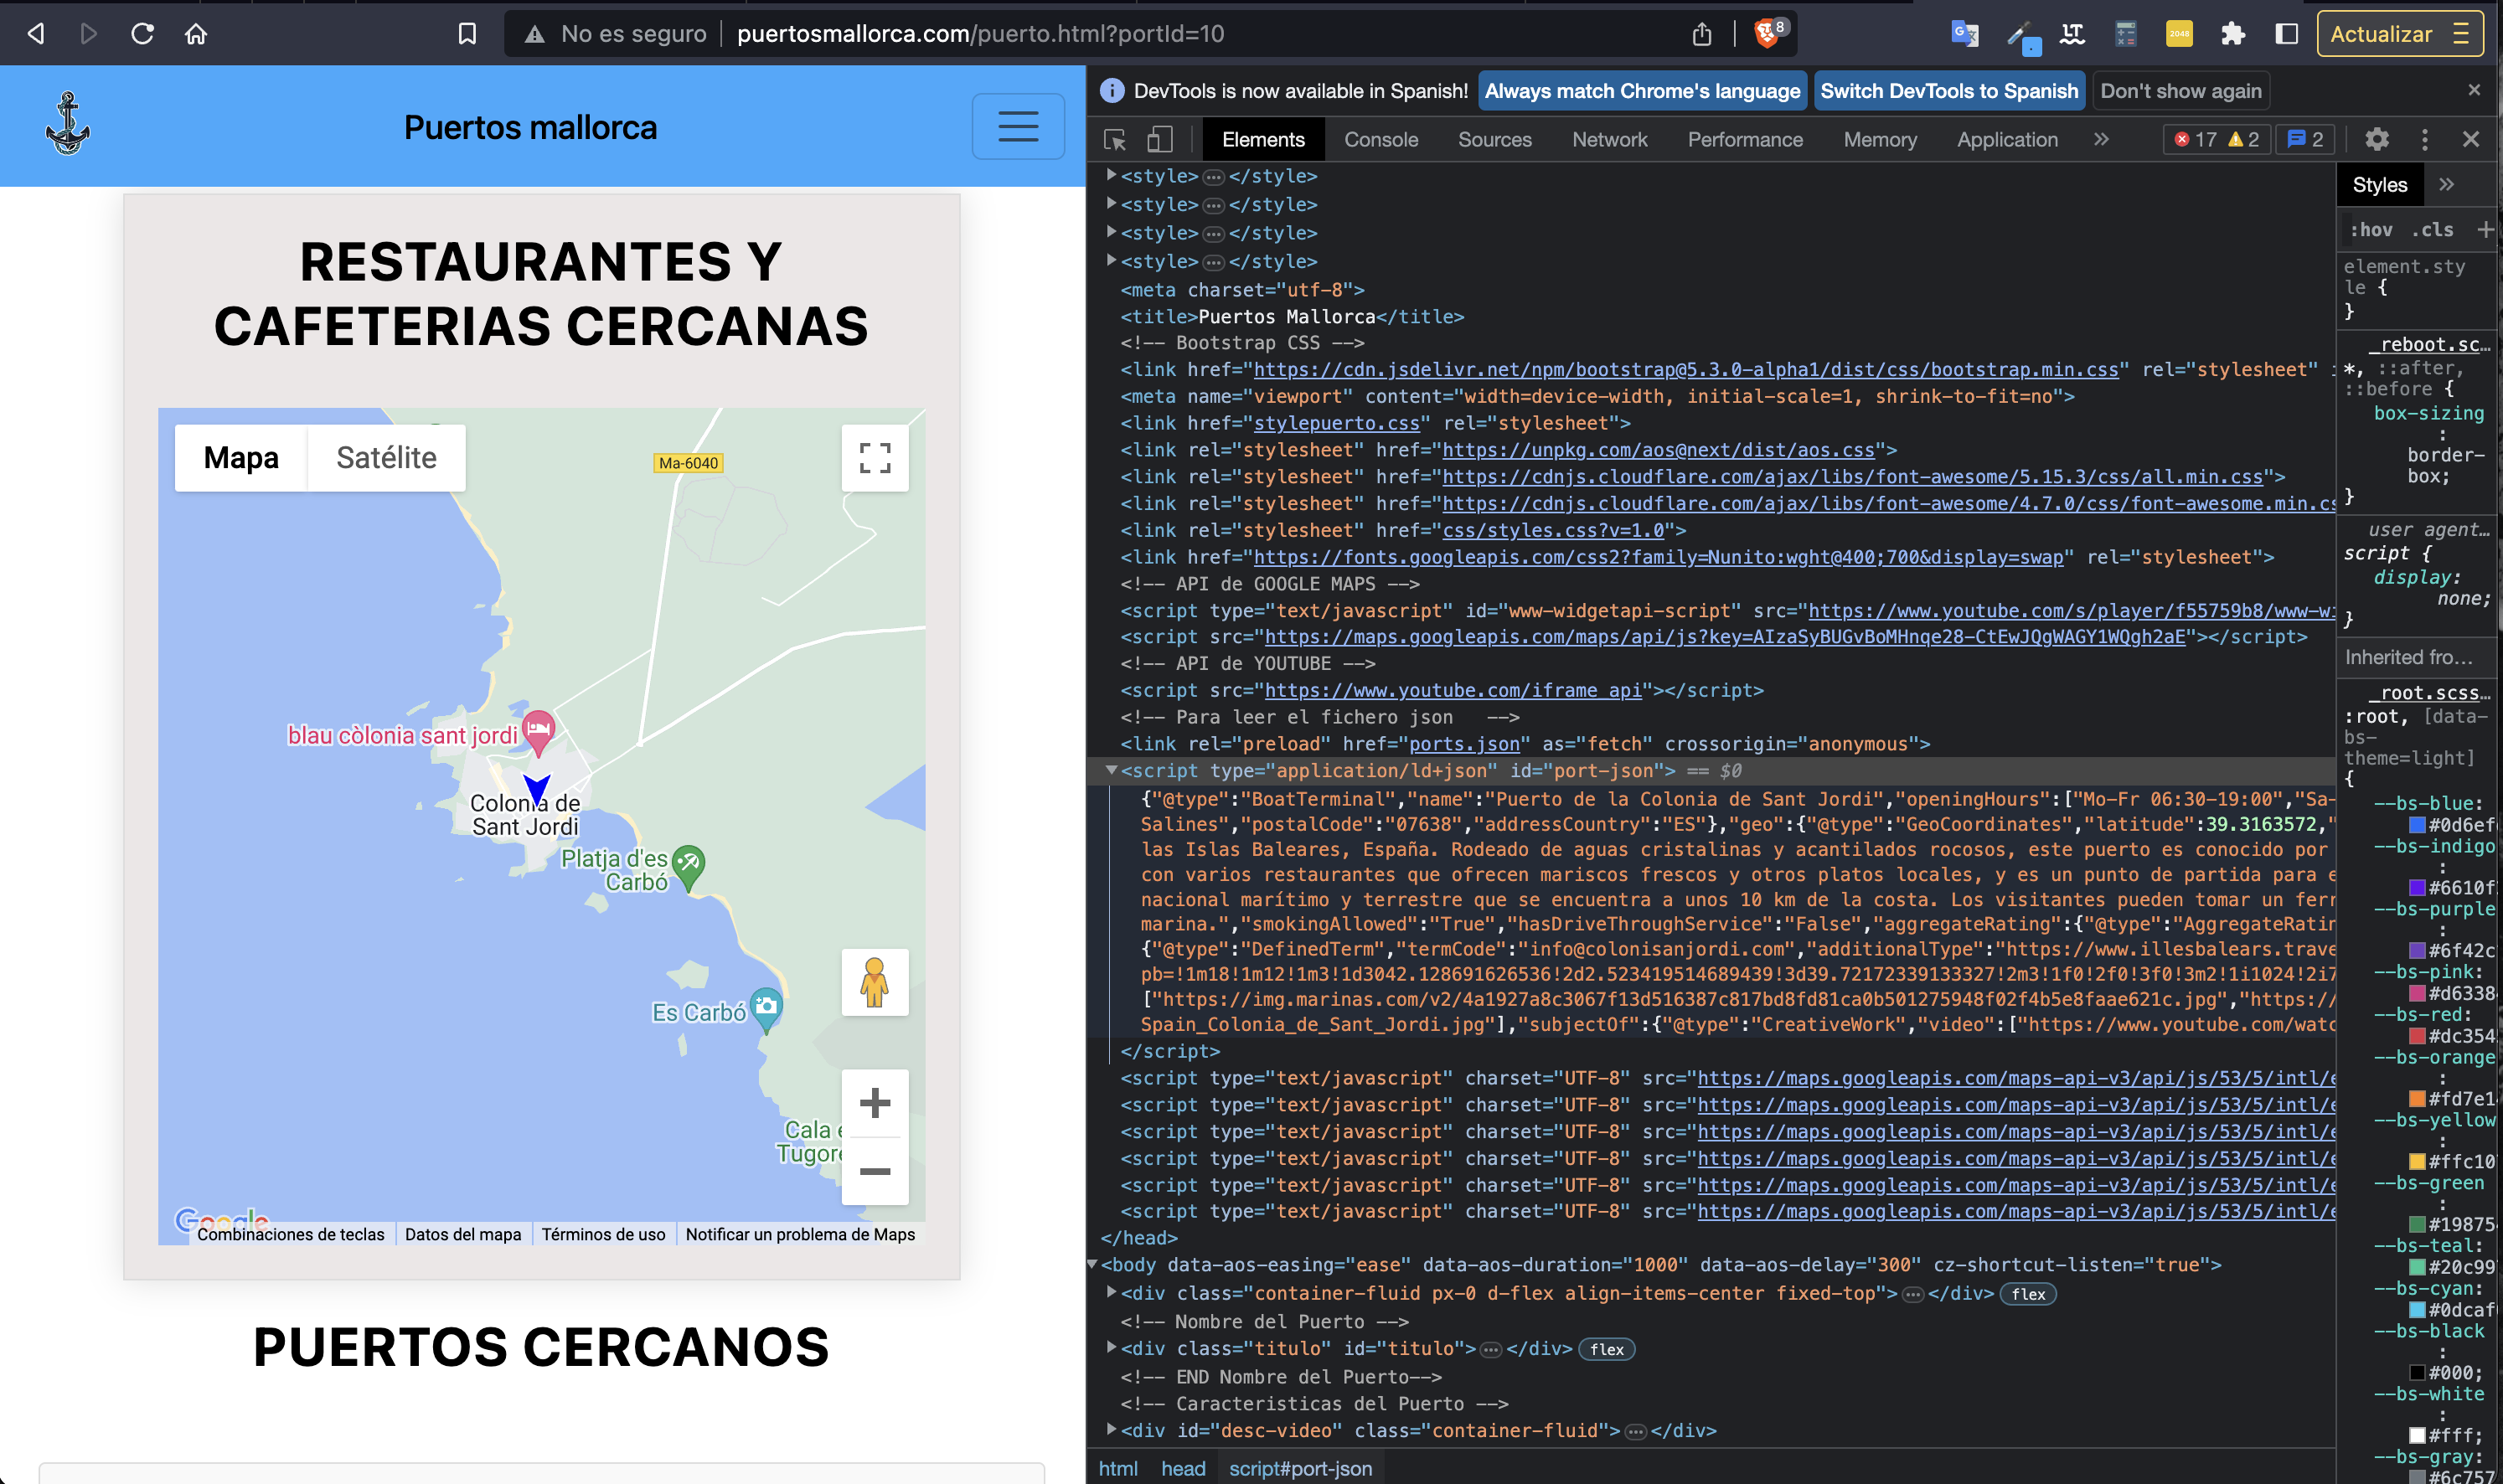 No es seguro | puertosmallorca.com/puerto.html?portId=10
8
2048
Actualizar
Puertos mallorca
RESTAURANTES Y
CAFETERIAS CERCANAS
Mapa
Satélite
Ma-6040
blau còlonia sant jordi
Colonia de
Sant Jordi
Platja d'es
Carbó
Es Carbó
Cala e
Tugore
Google
Combinaciones de teclas
Datos del mapa
Términos de uso
Notificar un problema de Maps
PUERTOS CERCANOS
DevTools is now available in Spanish!
Always match Chrome's language
Switch DevTools to Spanish
Don't show again
Elements
Console
Sources
Network
Performance
Memory
Application
17
2
2
<style>…</style>
<style>…</style>
<style>…</style>
<style>…</style>
<meta charset="utf-8">
<title>Puertos Mallorca</title>
<!-- Bootstrap CSS -->
<link href="https://cdn.jsdelivr.net/npm/bootstrap@5.3.0-alpha1/dist/css/bootstrap.min.css" rel="stylesheet"
<meta name="viewport" content="width=device-width, initial-scale=1, shrink-to-fit=no">
<link href="stylepuerto.css" rel="stylesheet">
<link rel="stylesheet" href="https://unpkg.com/aos@next/dist/aos.css">
<link rel="stylesheet" href="https://cdnjs.cloudflare.com/ajax/libs/font-awesome/5.15.3/css/all.min.css">
<link rel="stylesheet" href="https://cdnjs.cloudflare.com/ajax/libs/font-awesome/4.7.0/css/font-awesome.min.cs
<link rel="stylesheet" href="css/styles.css?v=1.0">
<link href="https://fonts.googleapis.com/css2?family=Nunito:wght@400;700&display=swap" rel="stylesheet">
<!-- API de GOOGLE MAPS -->
<script type="text/javascript" id="www-widgetapi-script" src="https://www.youtube.com/s/player/f55759b8/www-wi
<script src="https://maps.googleapis.com/maps/api/js?key=AIzaSyBUGvBoMHnqe28-CtEwJQgWAGY1WQgh2aE"></script>
<!-- API de YOUTUBE -->
<script src="https://www.youtube.com/iframe_api"></script>
<!-- Para leer el fichero json -->
<link rel="preload" href="ports.json" as="fetch" crossorigin="anonymous">
<script type="application/ld+json" id="port-json"> == $0
{"@type":"BoatTerminal","name":"Puerto de la Colonia de Sant Jordi","openingHours":["Mo-Fr 06:30-19:00","Sa-
Salines","postalCode":"07638","addressCountry":"ES"},"geo":{"@type":"GeoCoordinates","latitude":39.3163572,"
las Islas Baleares, España. Rodeado de aguas cristalinas y acantilados rocosos, este puerto es conocido por
con varios restaurantes que ofrecen mariscos frescos y otros platos locales, y es un punto de partida para e
nacional marítimo y terrestre que se encuentra a unos 10 km de la costa. Los visitantes pueden tomar un ferr
marina.","smokingAllowed":"True","hasDriveThroughService":"False","aggregateRating":{"@type":"AggregateRatin
{"@type":"DefinedTerm","termCode":"info@colonisanjordi.com","additionalType":"https://www.illesbalears.trave
pb=!1m18!1m12!1m3!1d3042.128691626536!2d2.523419514689439!3d39.72172339133327!2m3!1f0!2f0!3f0!3m2!1i1024!2i7
["https://img.marinas.com/v2/4a1927a8c3067f13d516387c817bd8fd81ca0b501275948f02f4b5e8faae621c.jpg","https:/
Spain_Colonia_de_Sant_Jordi.jpg"],"subjectOf":{"@type":"CreativeWork","video":["https://www.youtube.com/watc
</script>
<script type="text/javascript" charset="UTF-8" src="https://maps.googleapis.com/maps-api-v3/api/js/53/5/intl/e
<script type="text/javascript" charset="UTF-8" src="https://maps.googleapis.com/maps-api-v3/api/js/53/5/intl/e
<script type="text/javascript" charset="UTF-8" src="https://maps.googleapis.com/maps-api-v3/api/js/53/5/intl/e
<script type="text/javascript" charset="UTF-8" src="https://maps.googleapis.com/maps-api-v3/api/js/53/5/intl/e
<script type="text/javascript" charset="UTF-8" src="https://maps.googleapis.com/maps-api-v3/api/js/53/5/intl/e
<script type="text/javascript" charset="UTF-8" src="https://maps.googleapis.com/maps-api-v3/api/js/53/5/intl/e
</head>
<body data-aos-easing="ease" data-aos-duration="1000" data-aos-delay="300" cz-shortcut-listen="true">
<div class="container-fluid px-0 d-flex align-items-center fixed-top">…</div> flex
<!-- Nombre del Puerto -->
<div class="titulo" id="titulo">…</div> flex
<!-- END Nombre del Puerto-->
<!-- Caracteristicas del Puerto -->
<div id="desc-video" class="container-fluid">…</div>
html head script#port-json
Styles
:hov .cls
element.sty
le {
}
_reboot.sc…
*, ::after,
::before {
box-sizing
:
border-
box;
}
user agent…
script {
display:
none;
}
Inherited fro…
_root.scss…
:root, [data-
bs-
theme=light]
{
--bs-blue:
#0d6ef
--bs-indigo
:
#6610f
--bs-purple
:
#6f42c
--bs-pink:
#d6338
--bs-red:
#dc354
--bs-orange
:
#fd7e1
--bs-yellow
:
#ffc10
--bs-green
:
#198754
--bs-teal:
#20c99
--bs-cyan:
#0dcaf
--bs-black
:
#000;
--bs-white
:
#fff;
--bs-gray:
#6c757